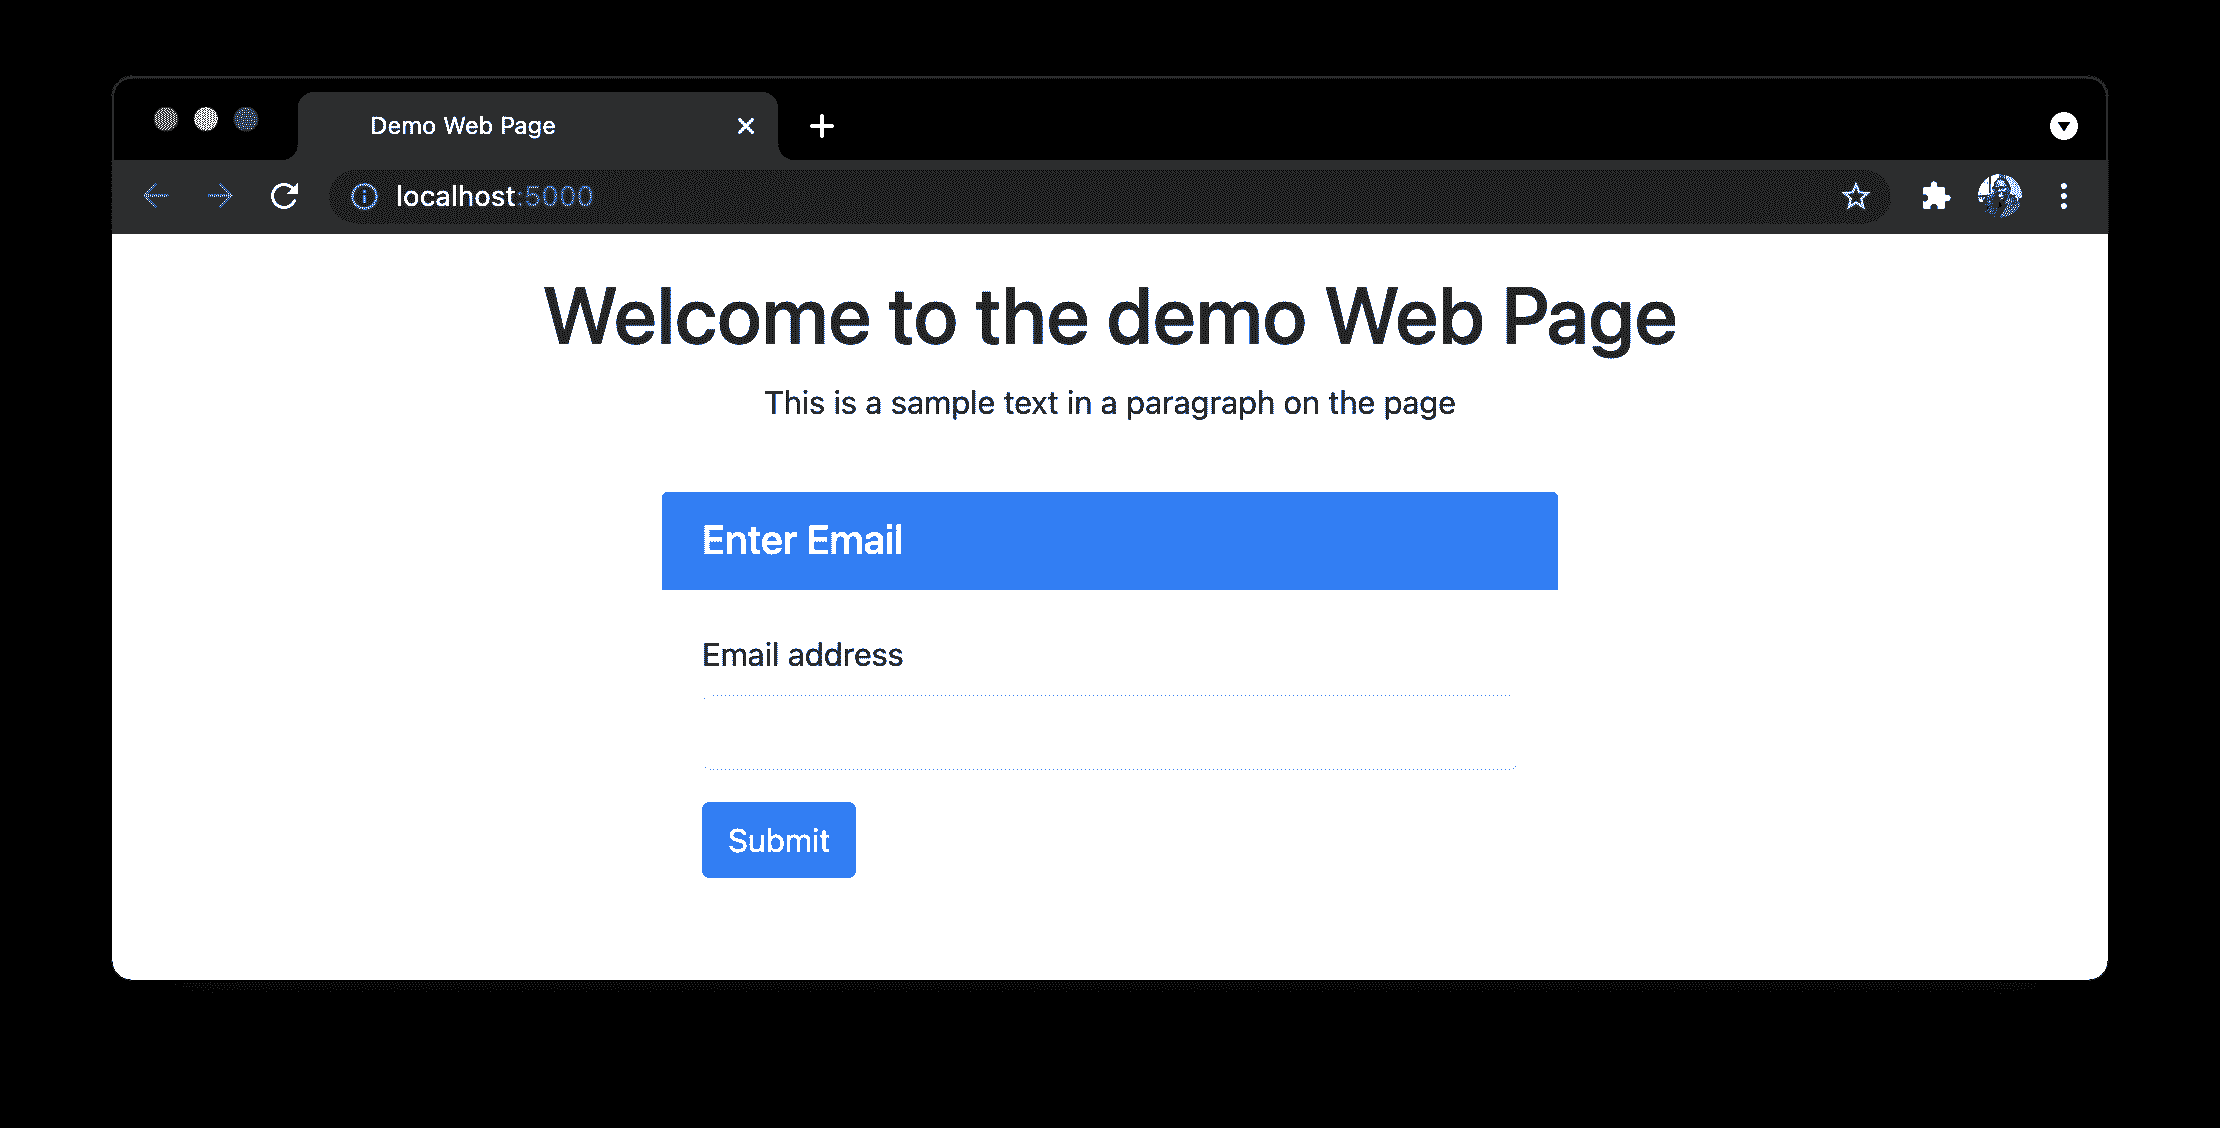 Demo Web Page
localhost:5000
Welcome to the demo Web Page
This is a sample text in a paragraph on the page
Enter Email
Email address
Submit